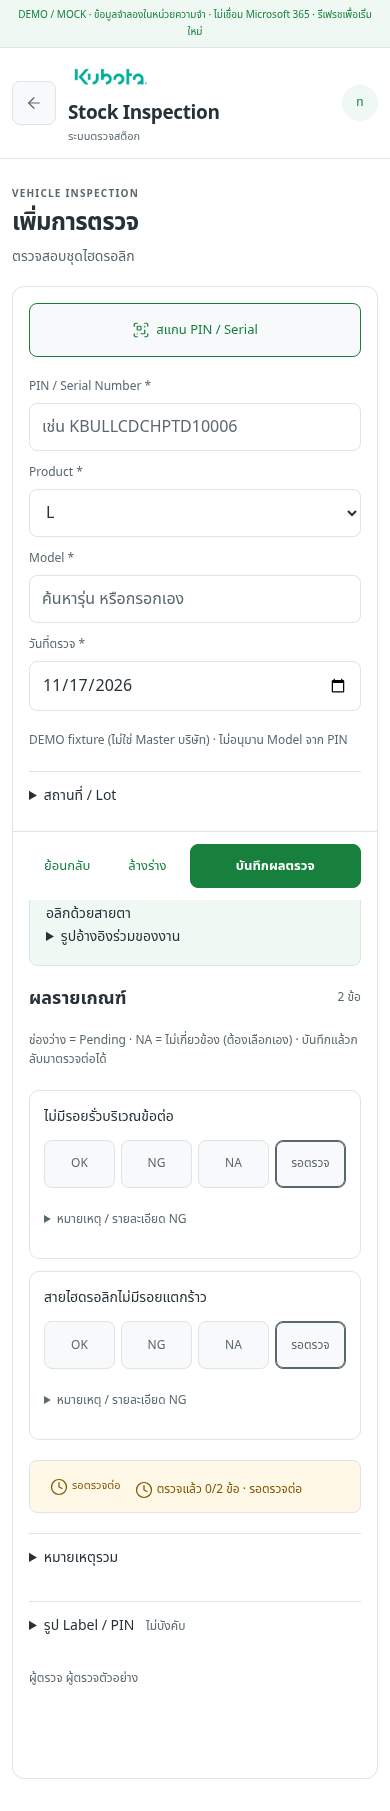 DEMO / MOCK · ข้อมูลจำลองในหน่วยความจำ · ไม่เชื่อม Microsoft 365 · รีเฟรชเพื่อเริ่ม
ใหม่
Kubota
Stock Inspection
ระบบตรวจสต็อก
ก
VEHICLE INSPECTION
เพิ่มการตรวจ
ตรวจสอบชุดไฮดรอลิก
สแกน PIN / Serial
PIN / Serial Number *
เช่น KBULLCDCHPTD10006
Product *
L
Model *
ค้นหารุ่น หรือกรอกเอง
วันที่ตรวจ *
11/17/2026
DEMO fixture (ไม่ใช่ Master บริษัท) · ไม่อนุมาน Model จาก PIN
สถานที่ / Lot
ย้อนกลับ
ล้างร่าง
บันทึกผลตรวจ
อลิกด้วยสายตา
รูปอ้างอิงร่วมของงาน
ผลรายเกณฑ์
2 ข้อ
ช่องว่าง = Pending · NA = ไม่เกี่ยวข้อง (ต้องเลือกเอง) · บันทึกแล้วก
ลับมาตรวจต่อได้
ไม่มีรอยรั่วบริเวณข้อต่อ
OK
NG
NA
รอตรวจ
หมายเหตุ / รายละเอียด NG
สายไฮดรอลิกไม่มีรอยแตกร้าว
OK
NG
NA
รอตรวจ
หมายเหตุ / รายละเอียด NG
รอตรวจต่อ
ตรวจแล้ว 0/2 ข้อ · รอตรวจต่อ
หมายเหตุรวม
รูป Label / PIN ไม่บังคับ
ผู้ตรวจ ผู้ตรวจตัวอย่าง